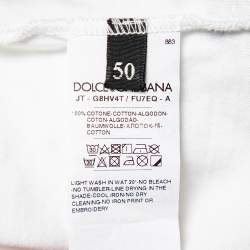 883
50
DOLCE & GABBANA
JT - G8HV4T / FU7EQ - A
100% COTONE-COTTON-ALGODON-
COTON-ALGODAO-
BAUMWOLLE-
COTTON
30
LIGHT WASH IN WAT 30°-NO BLEACH
-NO TUMBLER-LINE DRYING IN THE
SHADE-COOL IRON-NO DRY
CLEANING-NO IRON PRINT OR
EMBROIDERY